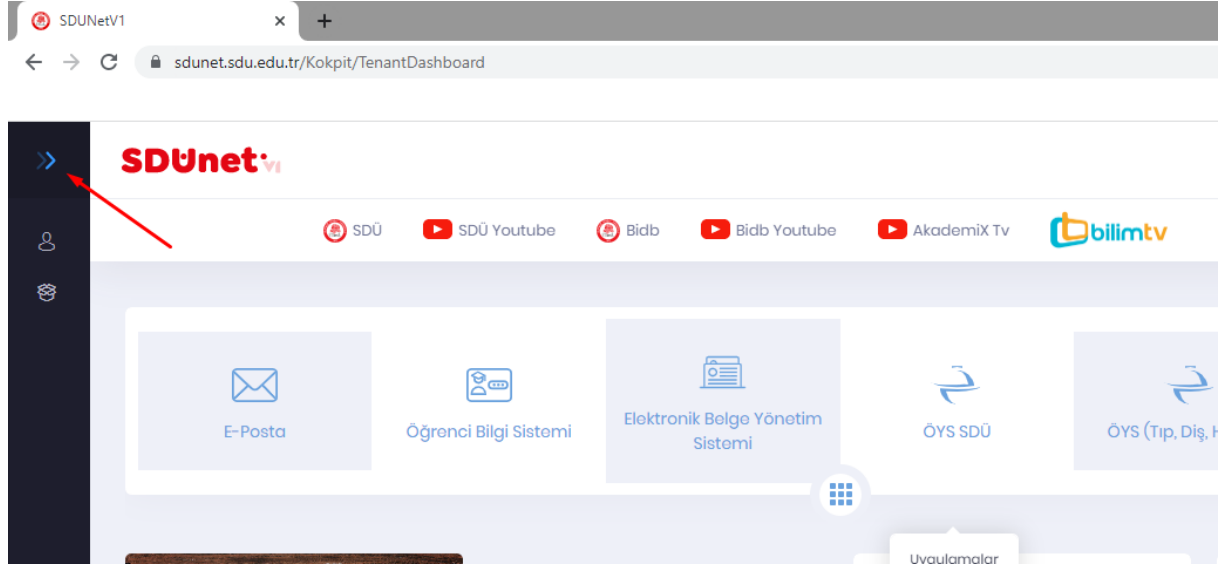 SDUNetV1
sdunet.sdu.edu.tr/Kokpit/TenantDashboard
SDUnet V1
SDÜ SDÜ Youtube Bidb Bidb Youtube AkademiX Tv bilimtv
E-Posta
Öğrenci Bilgi Sistemi
Elektronik Belge Yönetim
Sistemi
ÖYS SDÜ
ÖYS (Tıp, Diş, H
Uygulamalar